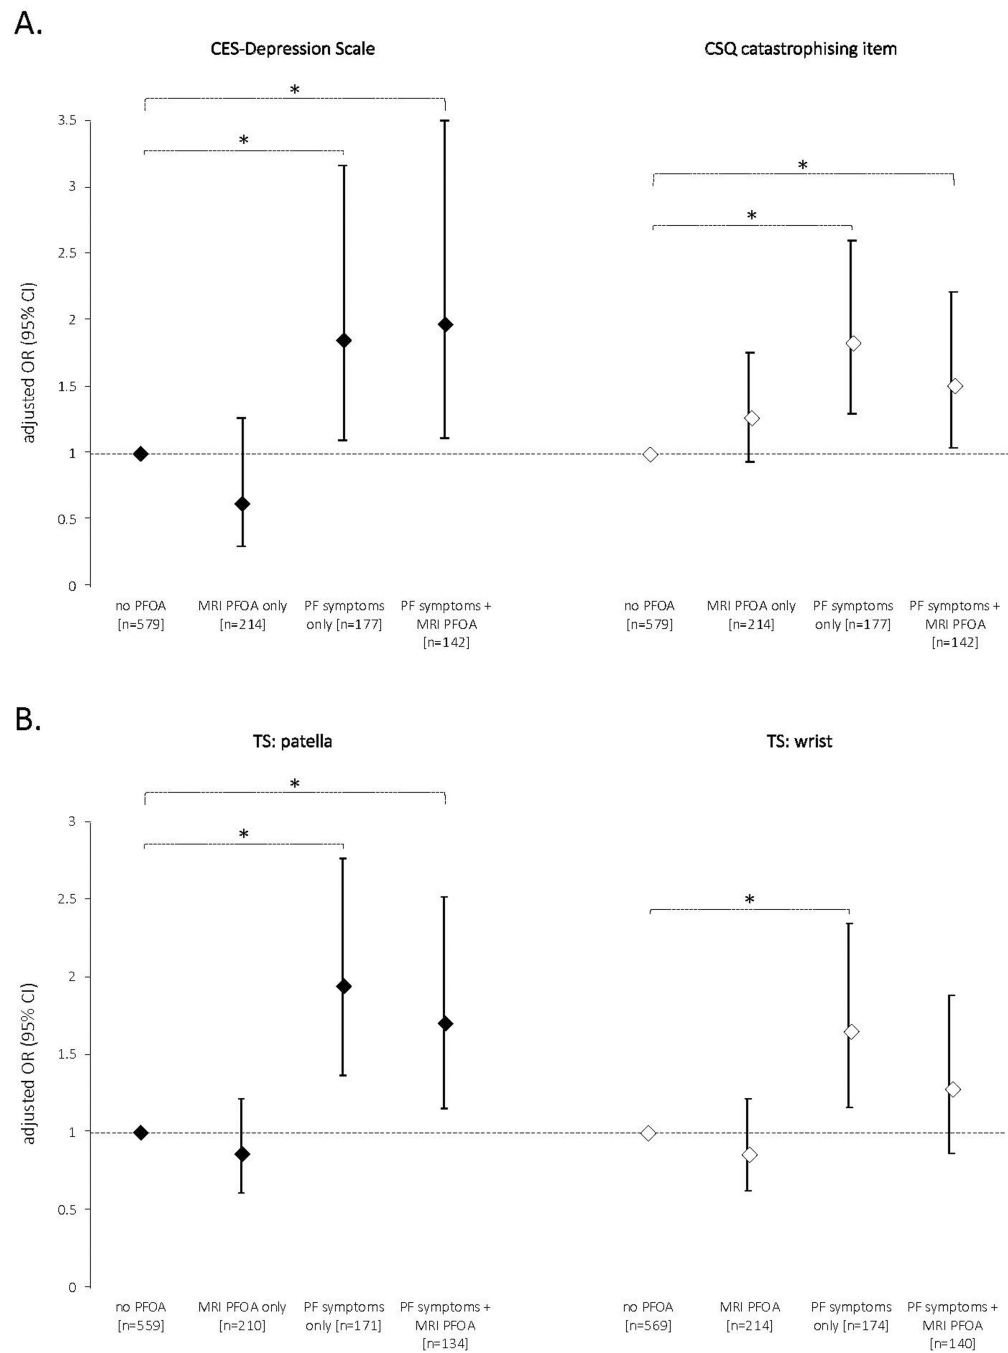 A.
CES-Depression Scale
CSQ catastrophising item
*
*
*
*
adjusted OR (95% CI)
3.5
3
2.5
2
1.5
1
0.5
0
no PFOA
[n=579]
MRI PFOA only
[n=214]
PF symptoms
only [n=177]
PF symptoms +
MRI PFOA
[n=142]
no PFOA
[n=579]
MRI PFOA only
[n=214]
PF symptoms
only [n=177]
PF symptoms +
MRI PFOA
[n=142]
B.
TS: patella
TS: wrist
*
*
*
adjusted OR (95% CI)
3
2.5
2
1.5
1
0.5
0
no PFOA
[n=559]
MRI PFOA only
[n=210]
PF symptoms
only [n=171]
PF symptoms +
MRI PFOA
[n=134]
no PFOA
[n=569]
MRI PFOA
[n=214]
PF symptoms
only [n=174]
PF symptoms +
MRI PFOA
[n=140]